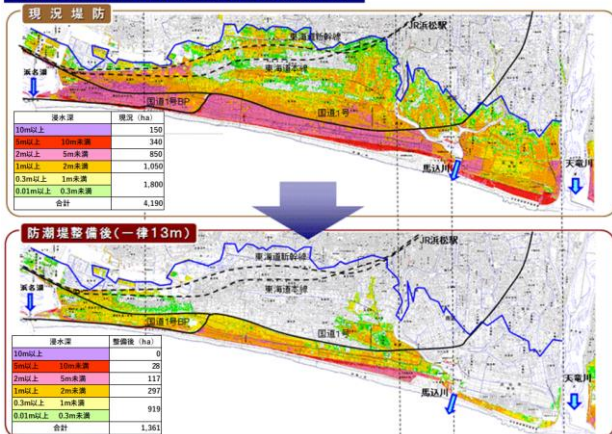 現況堤防
JR浜松駅
東海道新幹線
東海道本線
浜名湖
国道1号BP
国道1号
馬込川
天竜川
浸水深 現況（ha）
10m以上 150
5m以上 10m未満 340
2m以上 5m未満 850
1m以上 2m未満 1,050
0.3m以上 1m未満 1,800
0.01m以上 0.3m未満
合計 4,190
防潮堤整備後（一律13m）
JR浜松駅
東海道新幹線
東海道本線
浜名湖
国道1号BP
国道1号
馬込川
天竜川
浸水深 整備後（ha）
10m以上 0
5m以上 10m未満 28
2m以上 5m未満 117
1m以上 2m未満 297
0.3m以上 1m未満 919
0.01m以上 0.3m未満
合計 1,361